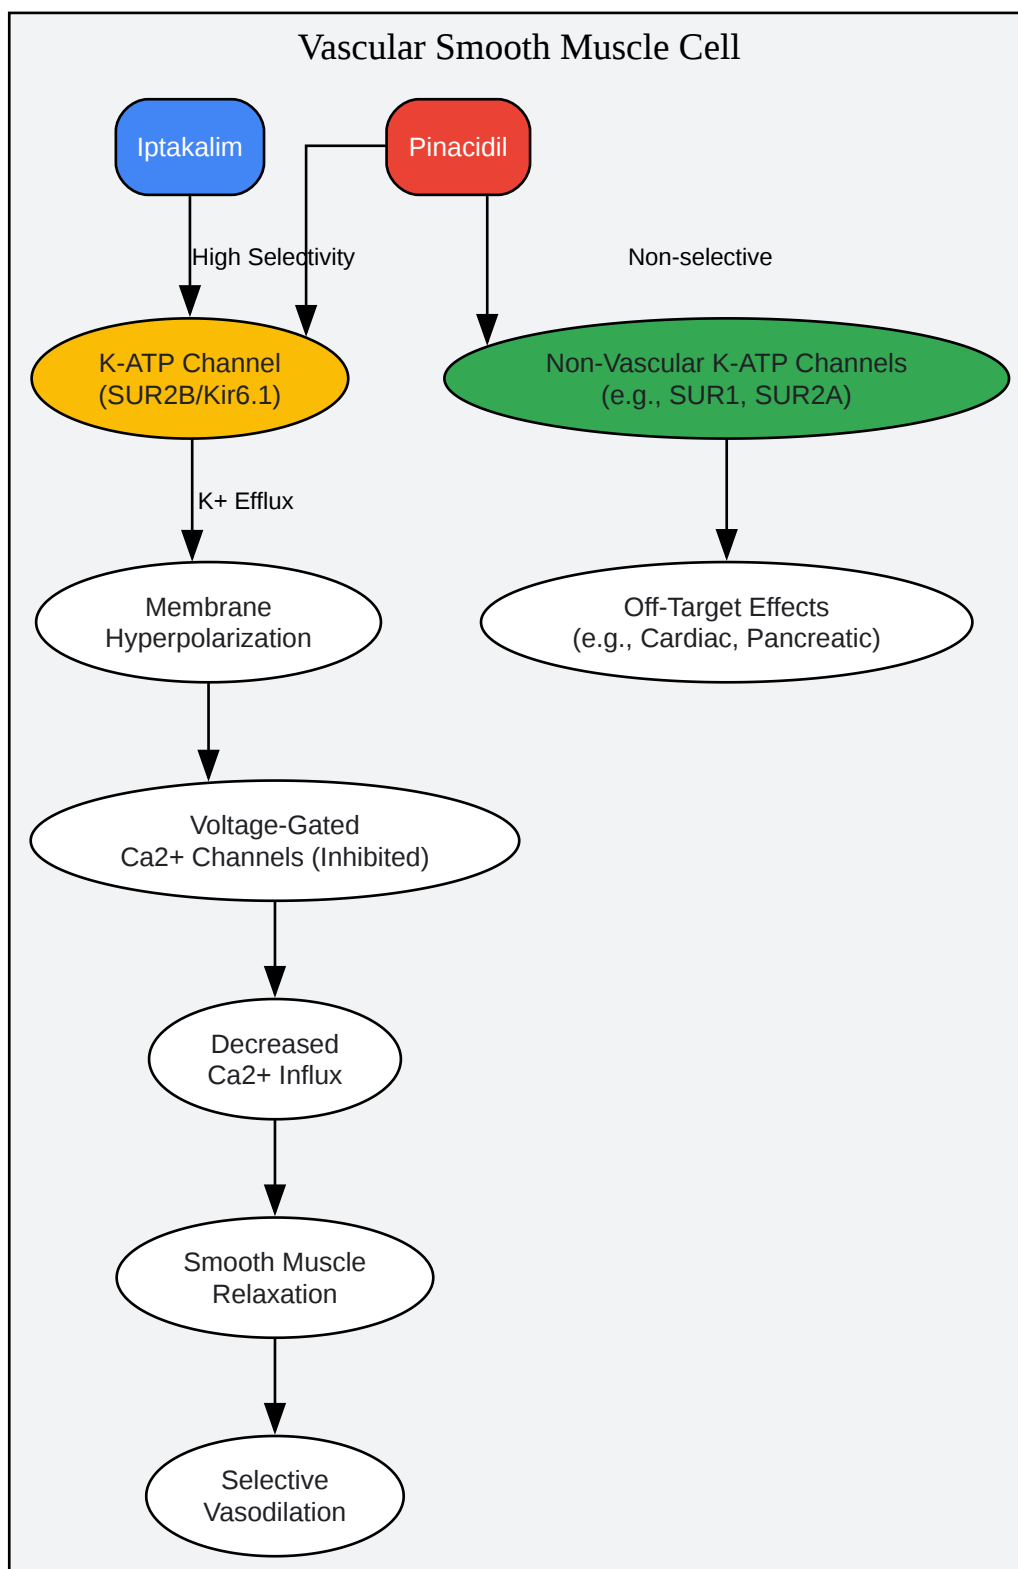 Vascular Smooth Muscle Cell
Iptakalim
Pinacidil
High Selectivity
Non-selective
K-ATP Channel
(SUR2B/Kir6.1)
Non-Vascular K-ATP Channels
(e.g., SUR1, SUR2A)
K+ Efflux
Membrane
Hyperpolarization
Off-Target Effects
(e.g., Cardiac, Pancreatic)
Voltage-Gated
Ca2+ Channels (Inhibited)
Decreased
Ca2+ Influx
Smooth Muscle
Relaxation
Selective
Vasodilation